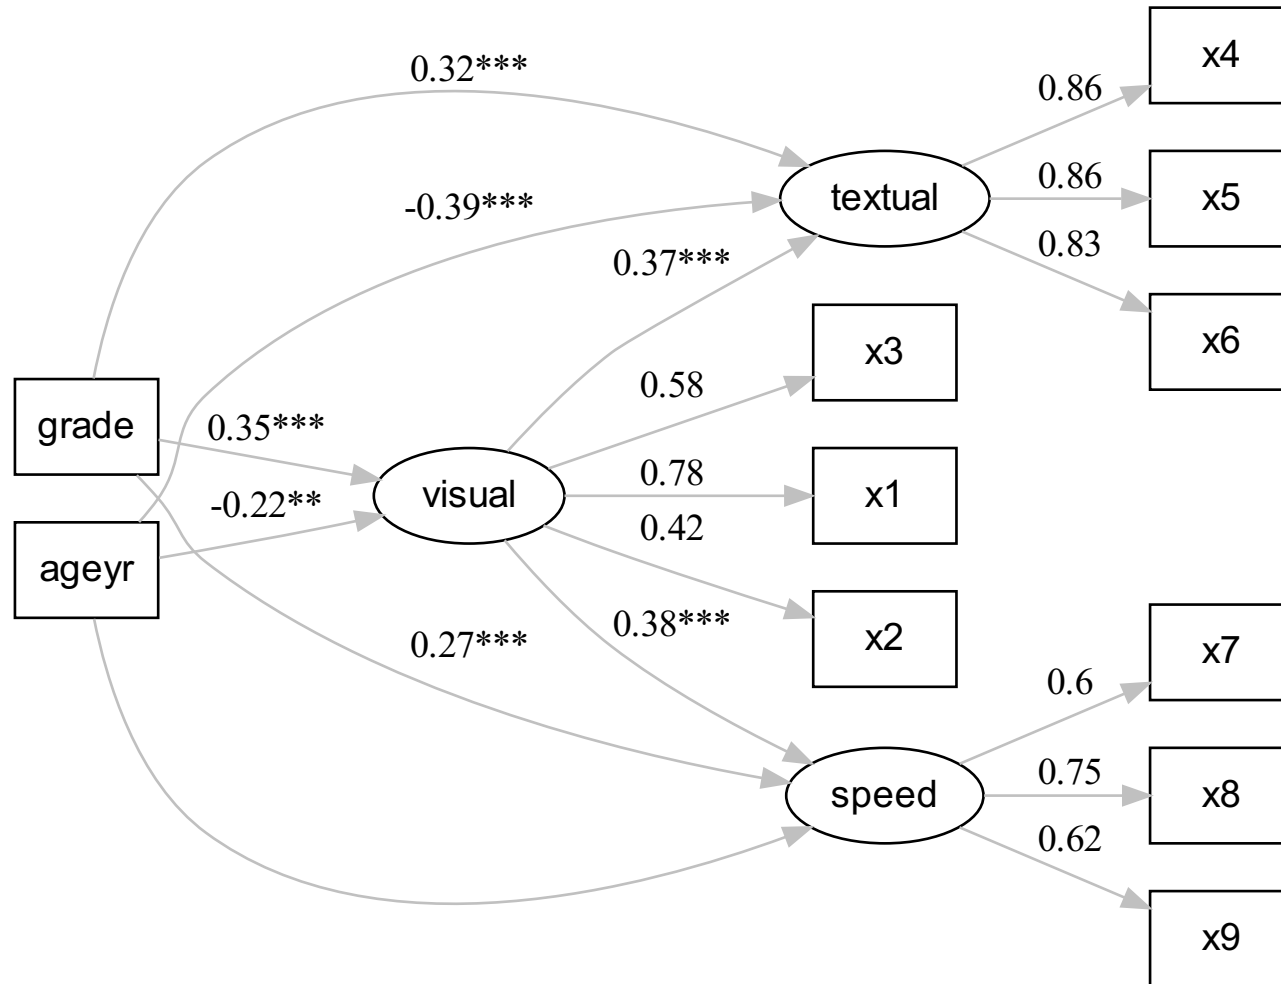 x4
0.32***
0.86
textual
0.86
x5
-0.39***
0.83
0.37***
x6
x3
0.58
grade
0.35***
visual
0.78
x1
-0.22**
0.42
ageyr
0.38***
x2
0.27***
x7
0.6
speed
0.75
x8
0.62
x9